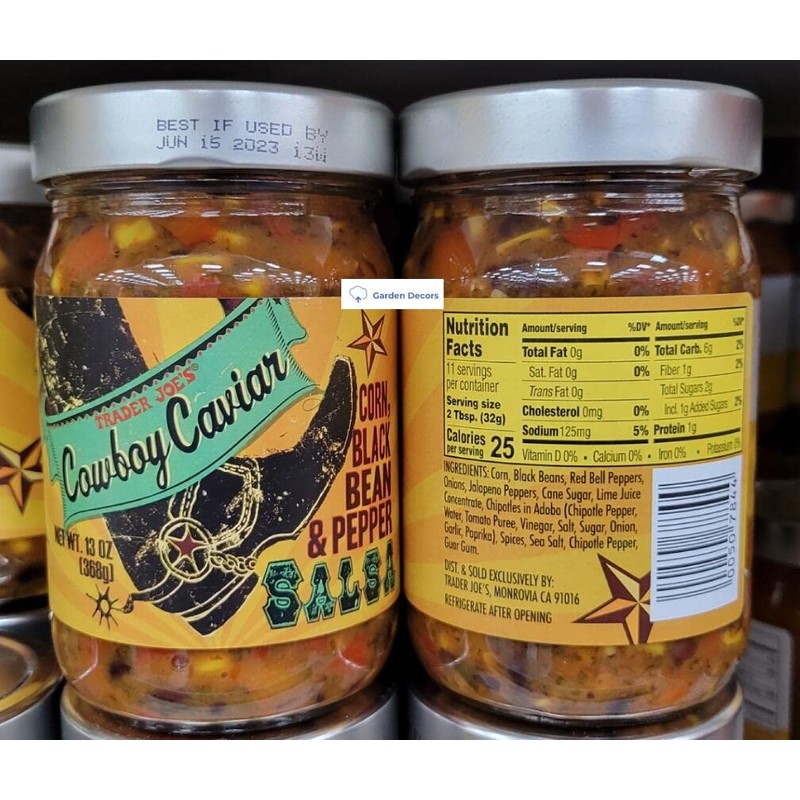 BEST IF USED BY
JUN 15 2023 13W
Garden Decors
TRADER JOE'S®
Cowboy Caviar
CORN,
BLACK
BEAN
& PEPPER
SALSA
NET WT. 13 OZ
(368g)
Nutrition
Facts
11 servings
per container
Serving size
2 Tbsp. (32g)
Calories
per serving 25
Amount/serving %DV* Amount/serving %DV*
Total Fat 0g 0% Total Carb. 6g 2%
Sat. Fat 0g 0% Fiber 1g 2%
Trans Fat 0g Total Sugars 2g
Cholesterol 0mg 0% Incl. 1g Added Sugars 2%
Sodium 125mg 5% Protein 1g
Vitamin D 0% • Calcium 0% • Iron 0% • Potassium 0%
INGREDIENTS: Corn, Black Beans, Red Bell Peppers,
Onions, Jalapeno Peppers, Cane Sugar, Lime Juice
Concentrate, Chipotles in Adobo (Chipotle Pepper,
Water, Tomato Puree, Vinegar, Salt, Sugar, Onion,
Garlic, Paprika), Spices, Sea Salt, Chipotle Pepper,
Guar Gum.
DIST. & SOLD EXCLUSIVELY BY:
TRADER JOE'S, MONROVIA CA 91016
REFRIGERATE AFTER OPENING